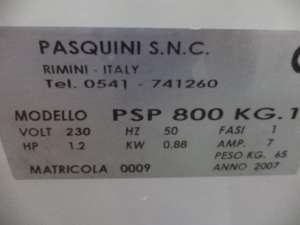 PASQUINI S.N.C.
RIMINI - ITALY
Tel. 0541 - 741260
MODELLO PSP 800 KG.1
VOLT 230 HZ 50 FASI 1
HP 1.2 KW 0.88 AMP. 7
PESO KG. 65
MATRICOLA 0009 ANNO 2007